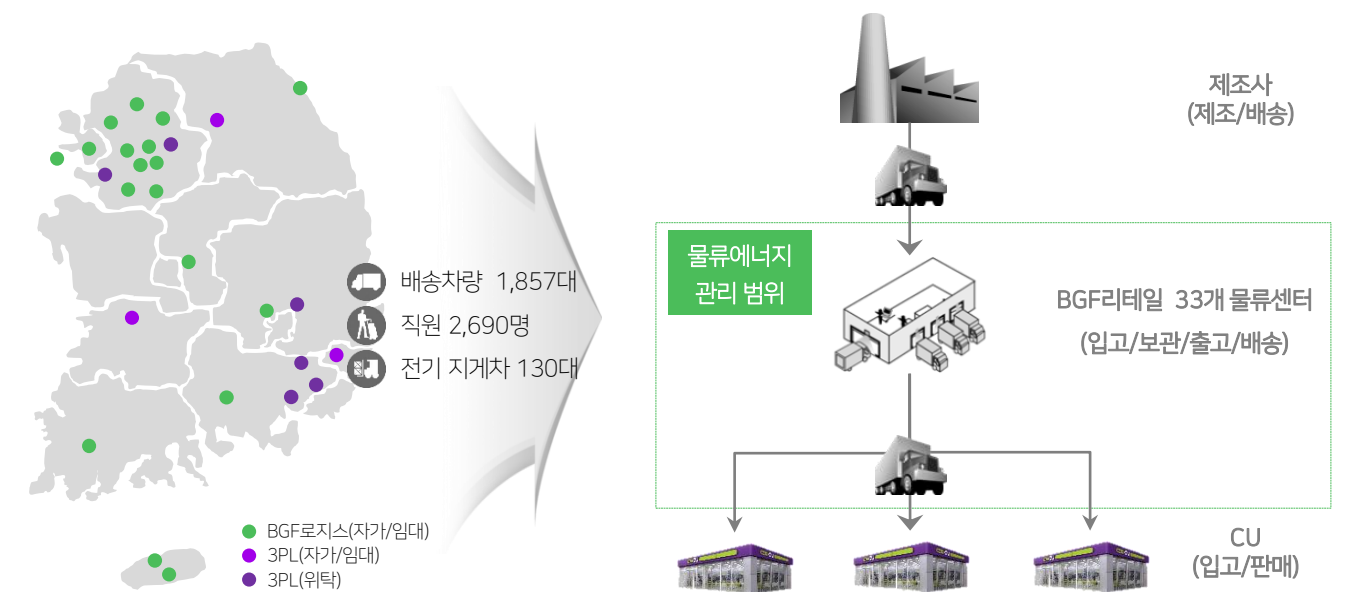 배송차량 1,857대
직원 2,690명
전기 지게차 130대
BGF로지스(자가/임대)
3PL(자가/임대)
3PL(위탁)
제조사
(제조/배송)
물류에너지
관리 범위
BGF리테일 33개 물류센터
(입고/보관/출고/배송)
CU
(입고/판매)